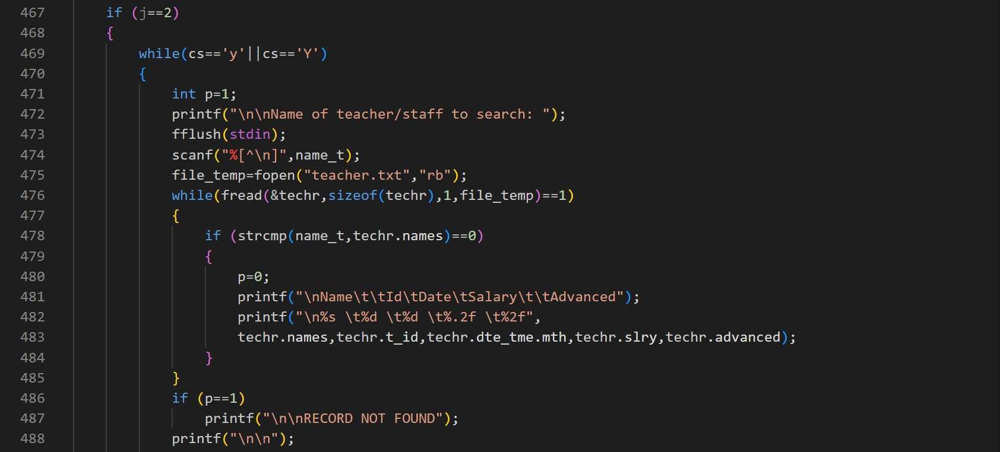 467 if (j==2)
468 {
469 while(cs=='y'||cs=='Y')
470 {
471 int p=1;
472 printf("\n\nName of teacher/staff to search: ");
473 fflush(stdin);
474 scanf("%[^\n]",name_t);
475 file_temp=fopen("teacher.txt","rb");
476 while(fread(&techr,sizeof(techr),1,file_temp)==1)
477 {
478 if (strcmp(name_t,techr.names)==0)
479 {
480 p=0;
481 printf("\nName\t\tId\tDate\tSalary\t\tAdvanced");
482 printf("\n%s \t%d \t%d \t%.2f \t%2f",
483 techr.names,techr.t_id,techr.dte_tme.mth,techr.slry,techr.advanced);
484 }
485 }
486 if (p==1)
487 printf("\n\nRECORD NOT FOUND");
488 printf("\n\n");